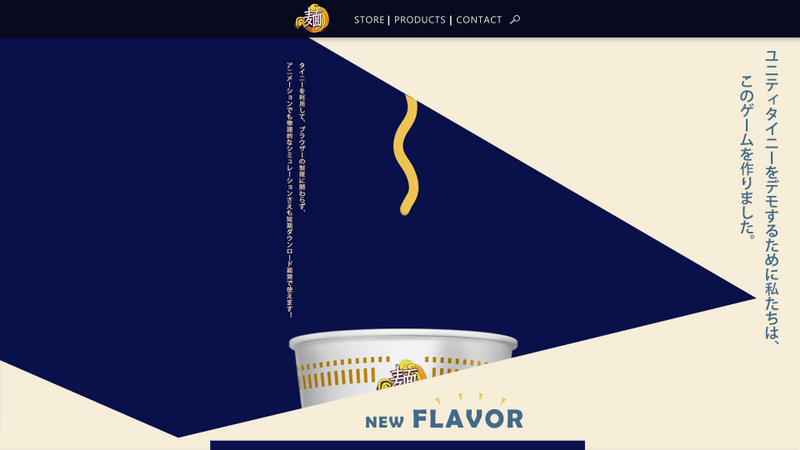 麺
STORE | PRODUCTS | CONTACT
ユニティタイニーをデモするために私たちは、
このゲームを作りました。
タイニーを利用して、ブラウザーの制限に関わらず、
アニメーションでも物理的なシミュレーションさえも短期ダウンロード期間で使えます！
麺
NEW FLAVOR